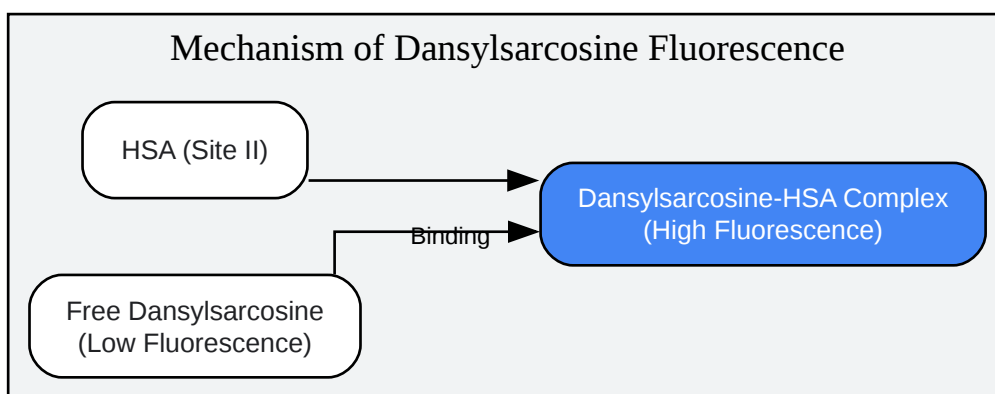 Mechanism of Dansylsarcosine Fluorescence
HSA (Site II)
Dansylsarcosine-HSA Complex
(High Fluorescence)
Binding
Free Dansylsarcosine
(Low Fluorescence)